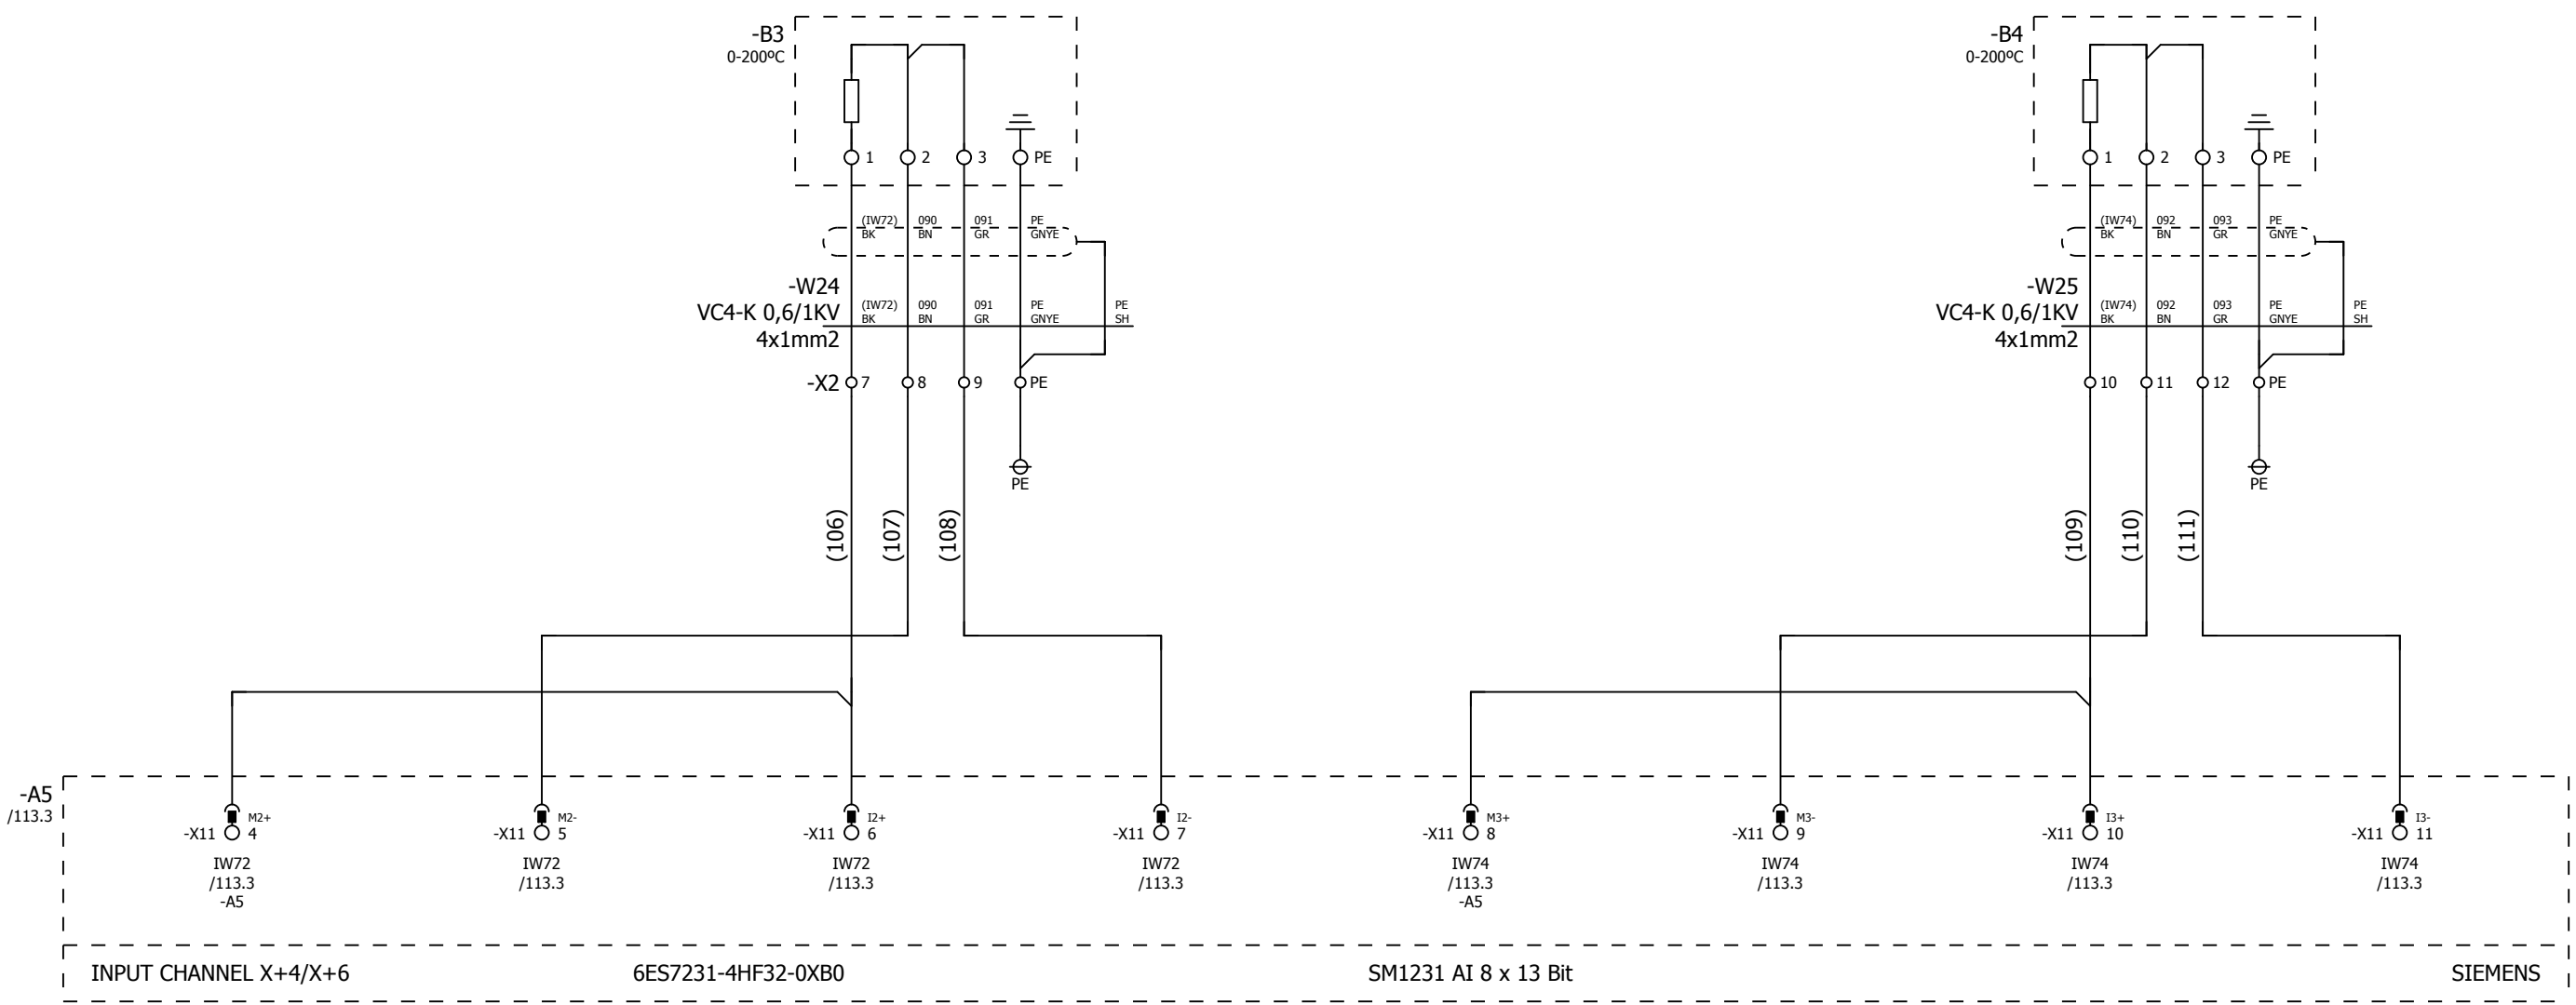 -B3
0-200ºC
1 2 3 PE
(IW72) 090 091 PE
BK BN GR GNYE
-W24
VC4-K 0,6/1KV
4x1mm2
(IW72) 090 091 PE PE
BK BN GR GNYE SH
-X2 7 8 9 PE
PE
(106) (107) (108)
-B4
0-200ºC
1 2 3 PE
(IW74) 092 093 PE
BK BN GR GNYE
-W25
VC4-K 0,6/1KV
4x1mm2
(IW74) 092 093 PE PE
BK BN GR GNYE SH
10 11 12 PE
PE
(109) (110) (111)
-A5
/113.3
M2+ M2- I2+ I2- M3+ M3- I3+ I3-
-X11 4 -X11 5 -X11 6 -X11 7 -X11 8 -X11 9 -X11 10 -X11 11
IW72 IW72 IW72 IW72 IW74 IW74 IW74 IW74
/113.3 /113.3 /113.3 /113.3 /113.3 /113.3 /113.3 /113.3
-A5 -A5
INPUT CHANNEL X+4/X+6 6ES7231-4HF32-0XB0 SM1231 AI 8 x 13 Bit SIEMENS